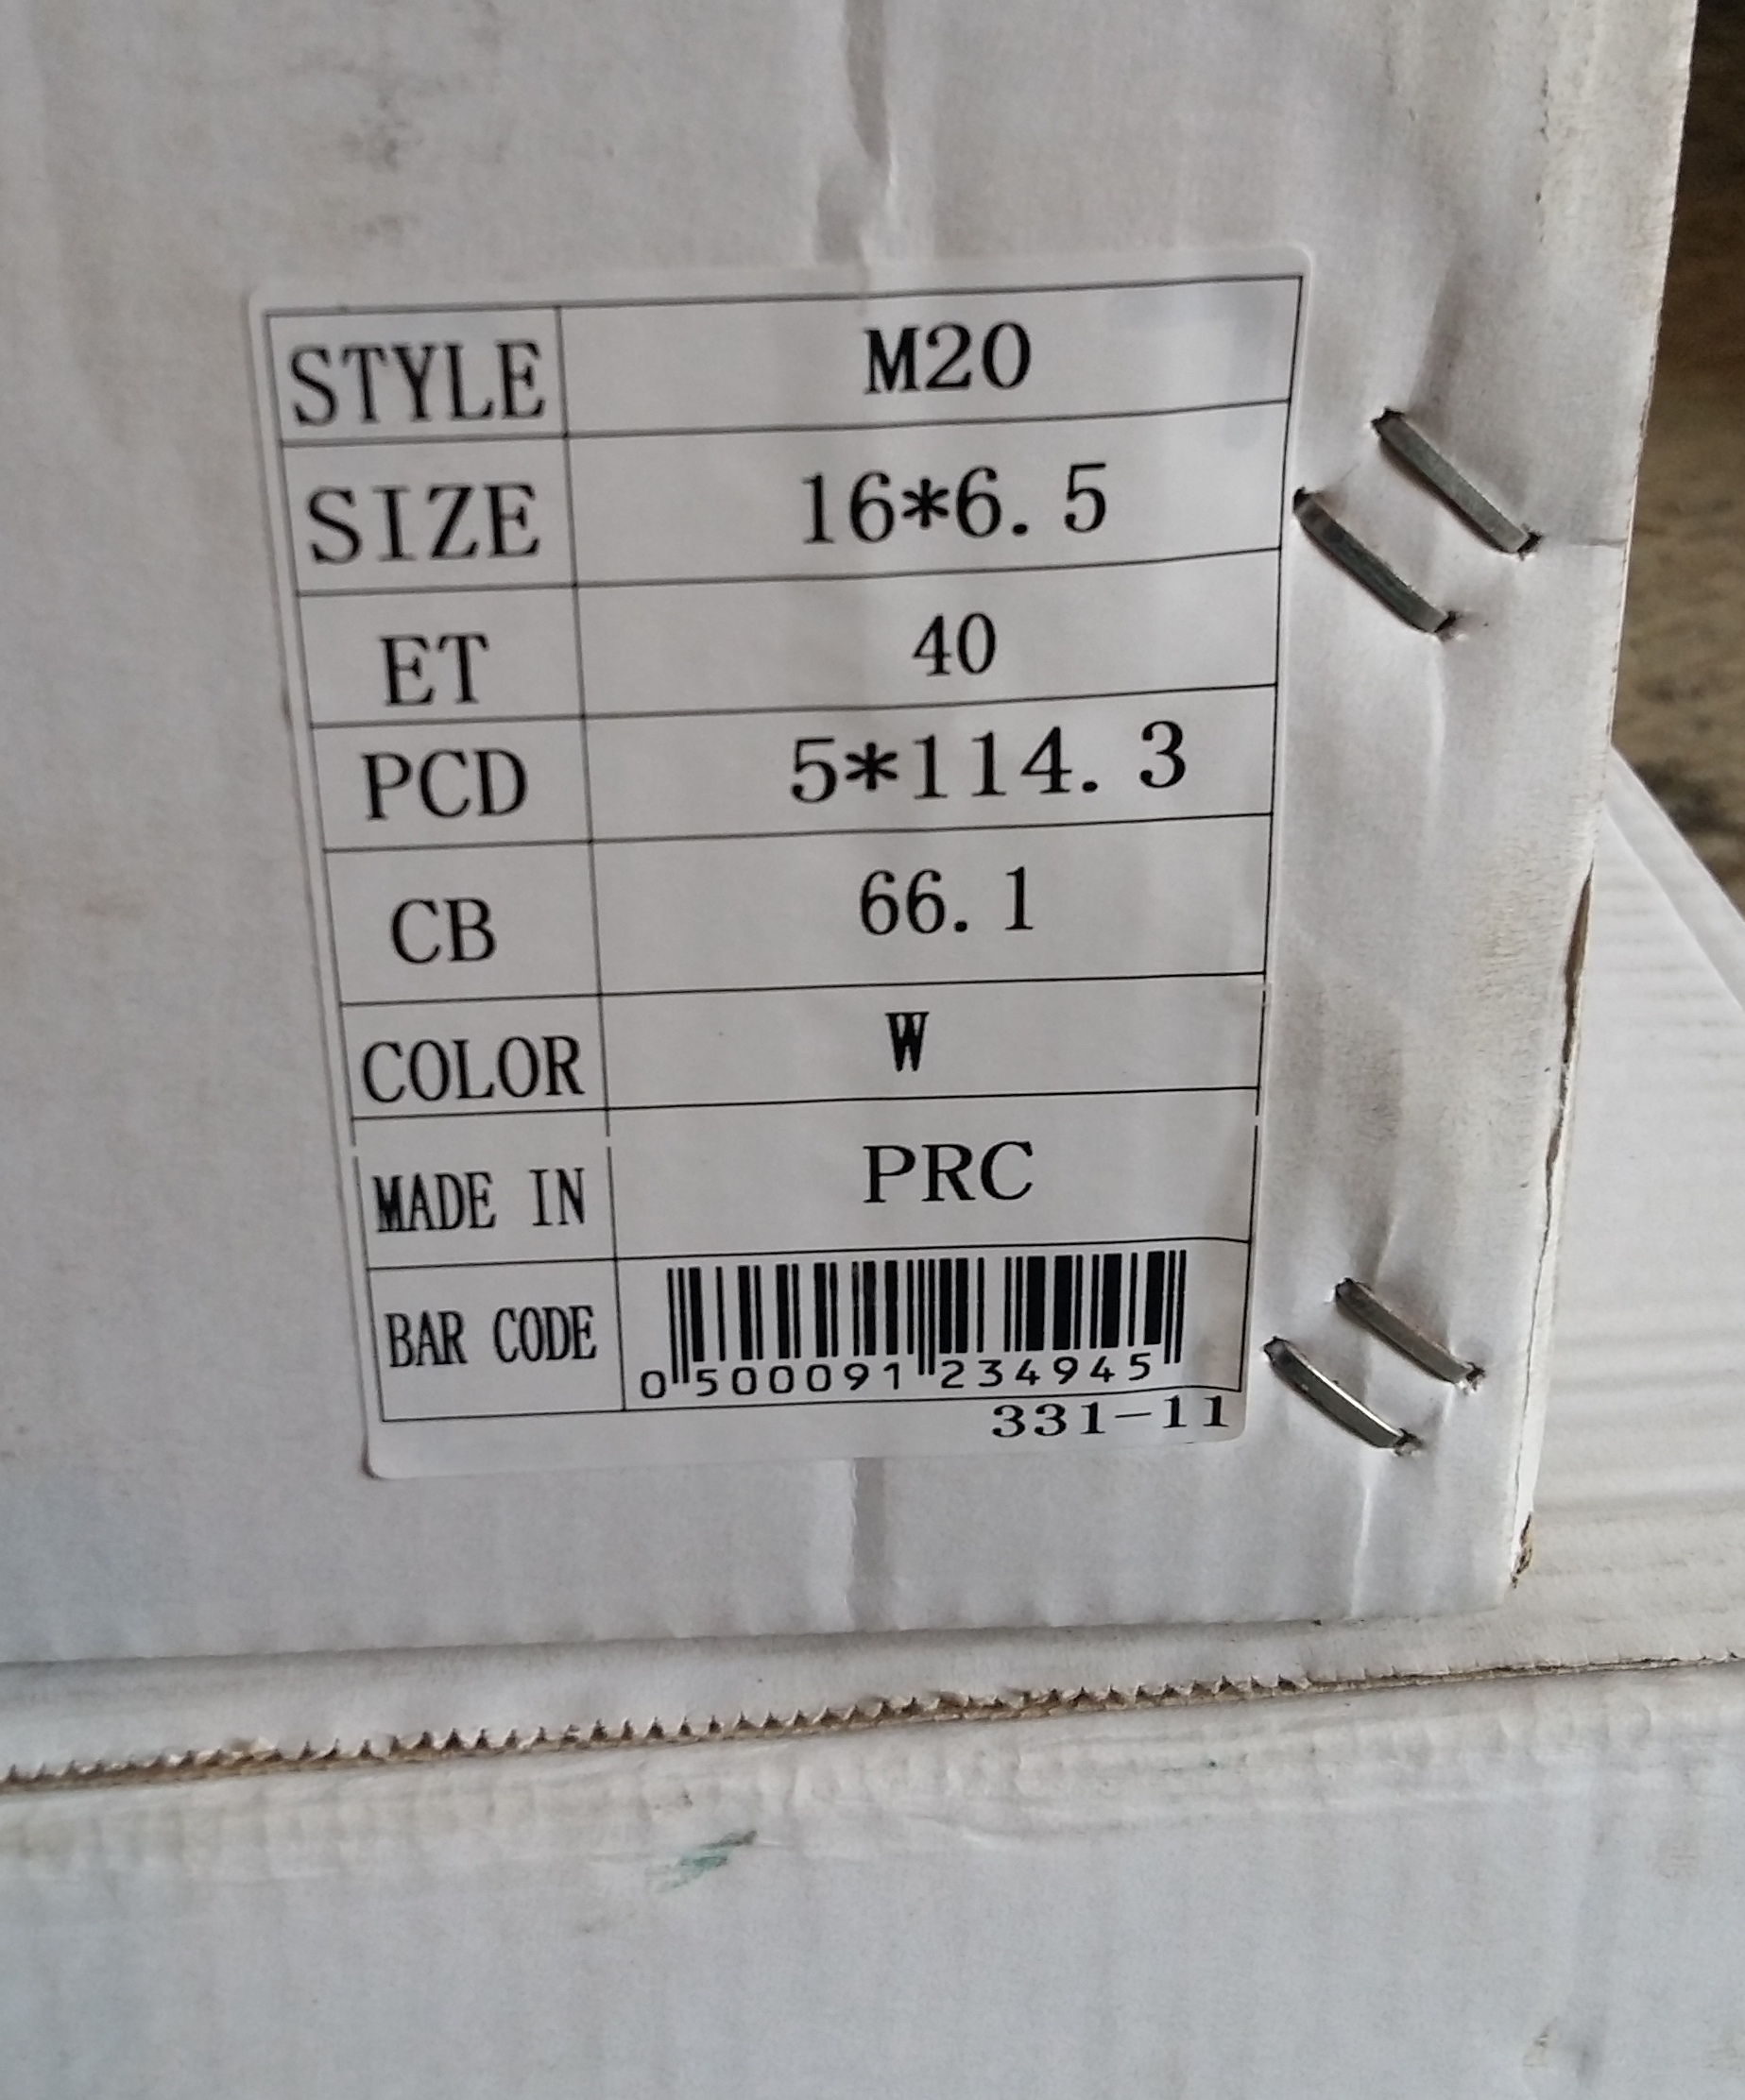 STYLE M20
SIZE 16*6.5
ET 40
PCD 5*114.3
CB 66.1
COLOR W
MADE IN PRC
BAR CODE 0 500091 234945
331-11